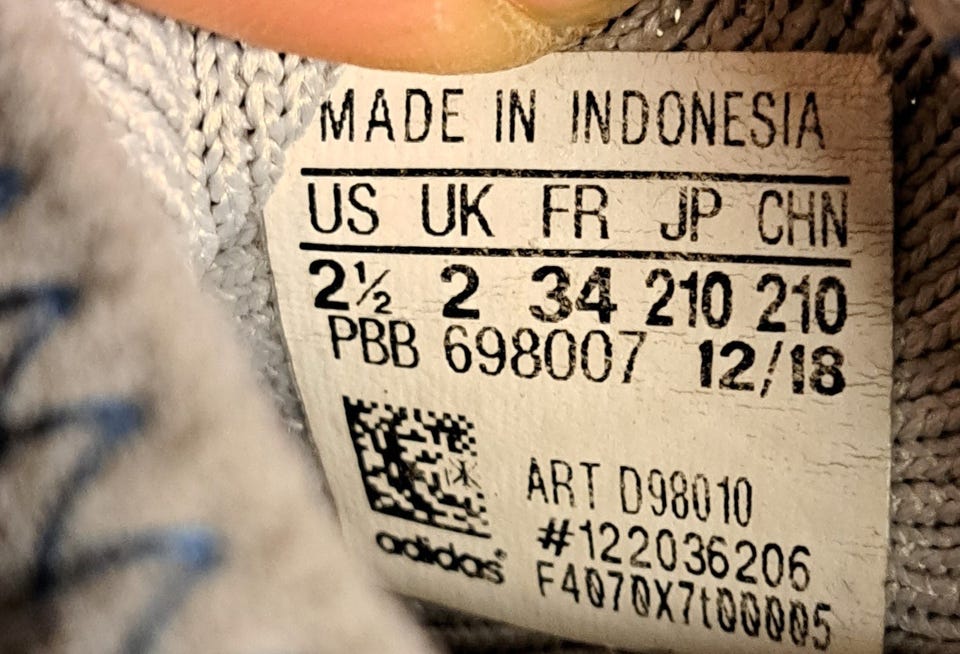 MADE IN INDONESIA
US UK FR JP CHN
2½ 2 34 210 210
PBB 698007 12/18
ART D98010
#122036206
F4070X7t00005
adidas